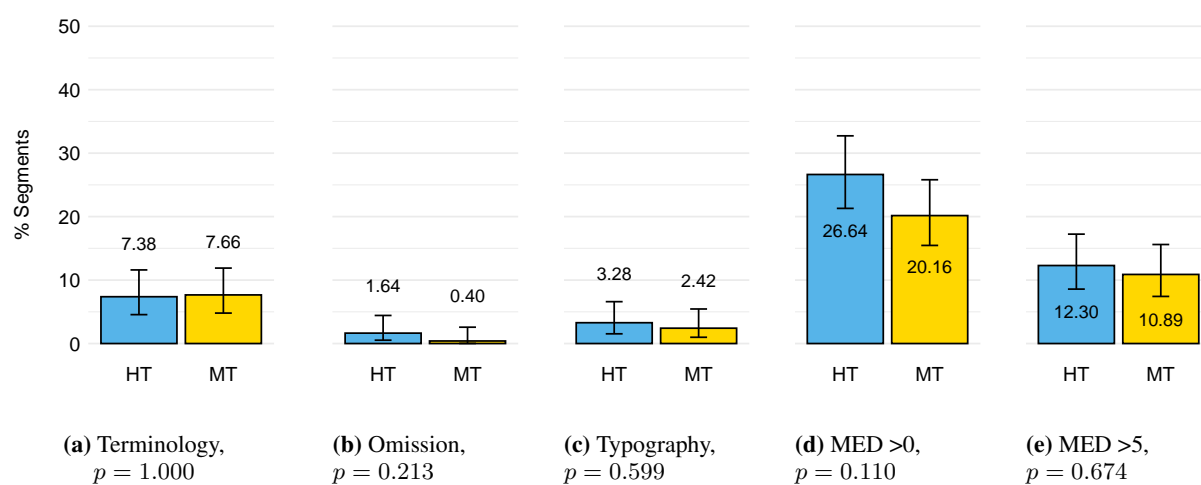 50
40
30
20
10
0
% Segments
7.38
7.66
HT
MT
1.64
0.40
HT
MT
3.28
2.42
HT
MT
26.64
20.16
HT
MT
12.30
10.89
HT
MT
(a) Terminology,
p = 1.000
(b) Omission,
p = 0.213
(c) Typography,
p = 0.599
(d) MED >0,
p = 0.110
(e) MED >5,
p = 0.674